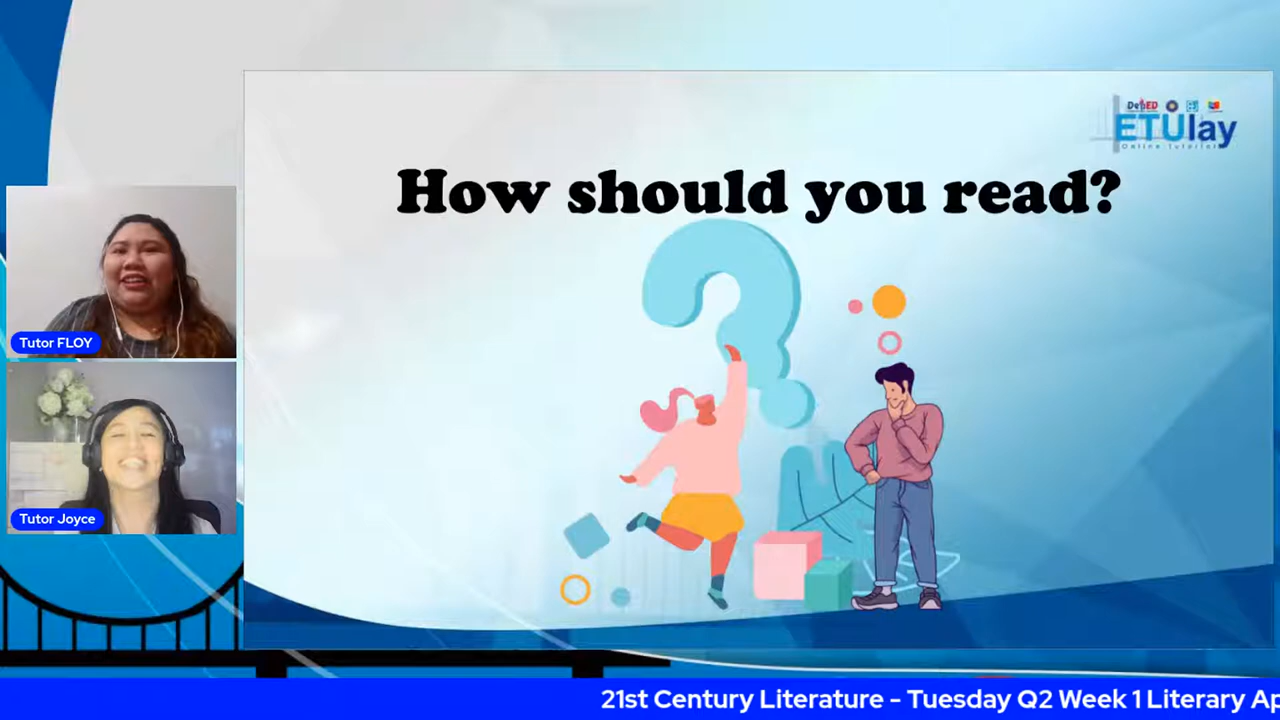 DepED
ETUlay
Online Tutorial
How should you read?
Tutor FLOY
Tutor Joyce
21st Century Literature - Tuesday Q2 Week 1 Literary Ap